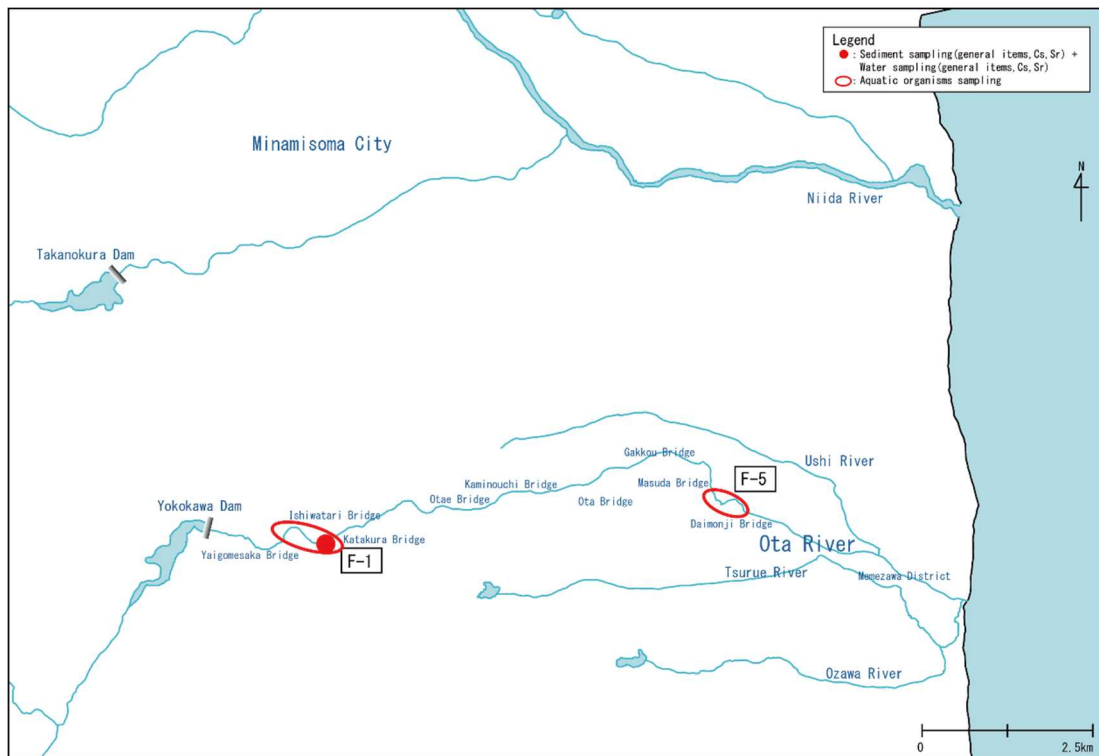 Legend
: Sediment sampling(general items,Cs,Sr) +
Water sampling(general items,Cs,Sr)
: Aquatic organisms sampling
Minamisoma City
N
Niida River
Takanokura Dam
Gakkou Bridge
Ushi River
Kaminouchi Bridge
Masuda Bridge
F-5
Otae Bridge
Ota Bridge
Yokokawa Dam
Ishiwatari Bridge
Daimonji Bridge
Katakura Bridge
Ota River
Yaigomesaka Bridge
F-1
Tsurue River
Memezawa District
Ozawa River
0
2.5km